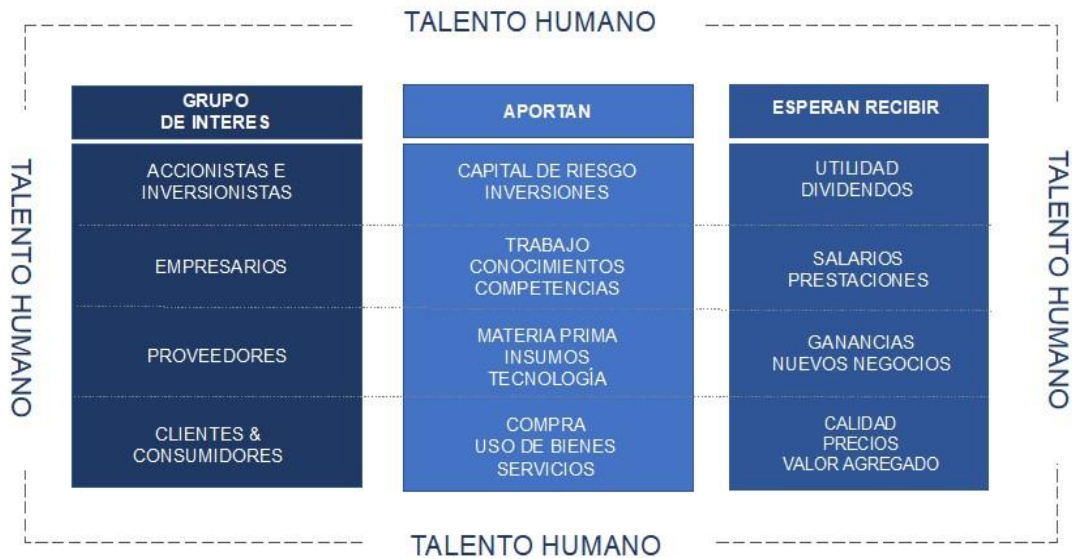 TALENTO HUMANO
TALENTO HUMANO
GRUPO
DE INTERES
APORTAN
ESPERAN RECIBIR
ACCIONISTAS E
INVERSIONISTAS
CAPITAL DE RIESGO
INVERSIONES
UTILIDAD
DIVIDENDOS
EMPRESARIOS
TRABAJO
CONOCIMIENTOS
COMPETENCIAS
SALARIOS
PRESTACIONES
PROVEEDORES
MATERIA PRIMA
INSUMOS
TECNOLOGÍA
GANANCIAS
NUEVOS NEGOCIOS
CLIENTES &
CONSUMIDORES
COMPRA
USO DE BIENES
SERVICIOS
CALIDAD
PRECIOS
VALOR AGREGADO
TALENTO HUMANO
TALENTO HUMANO